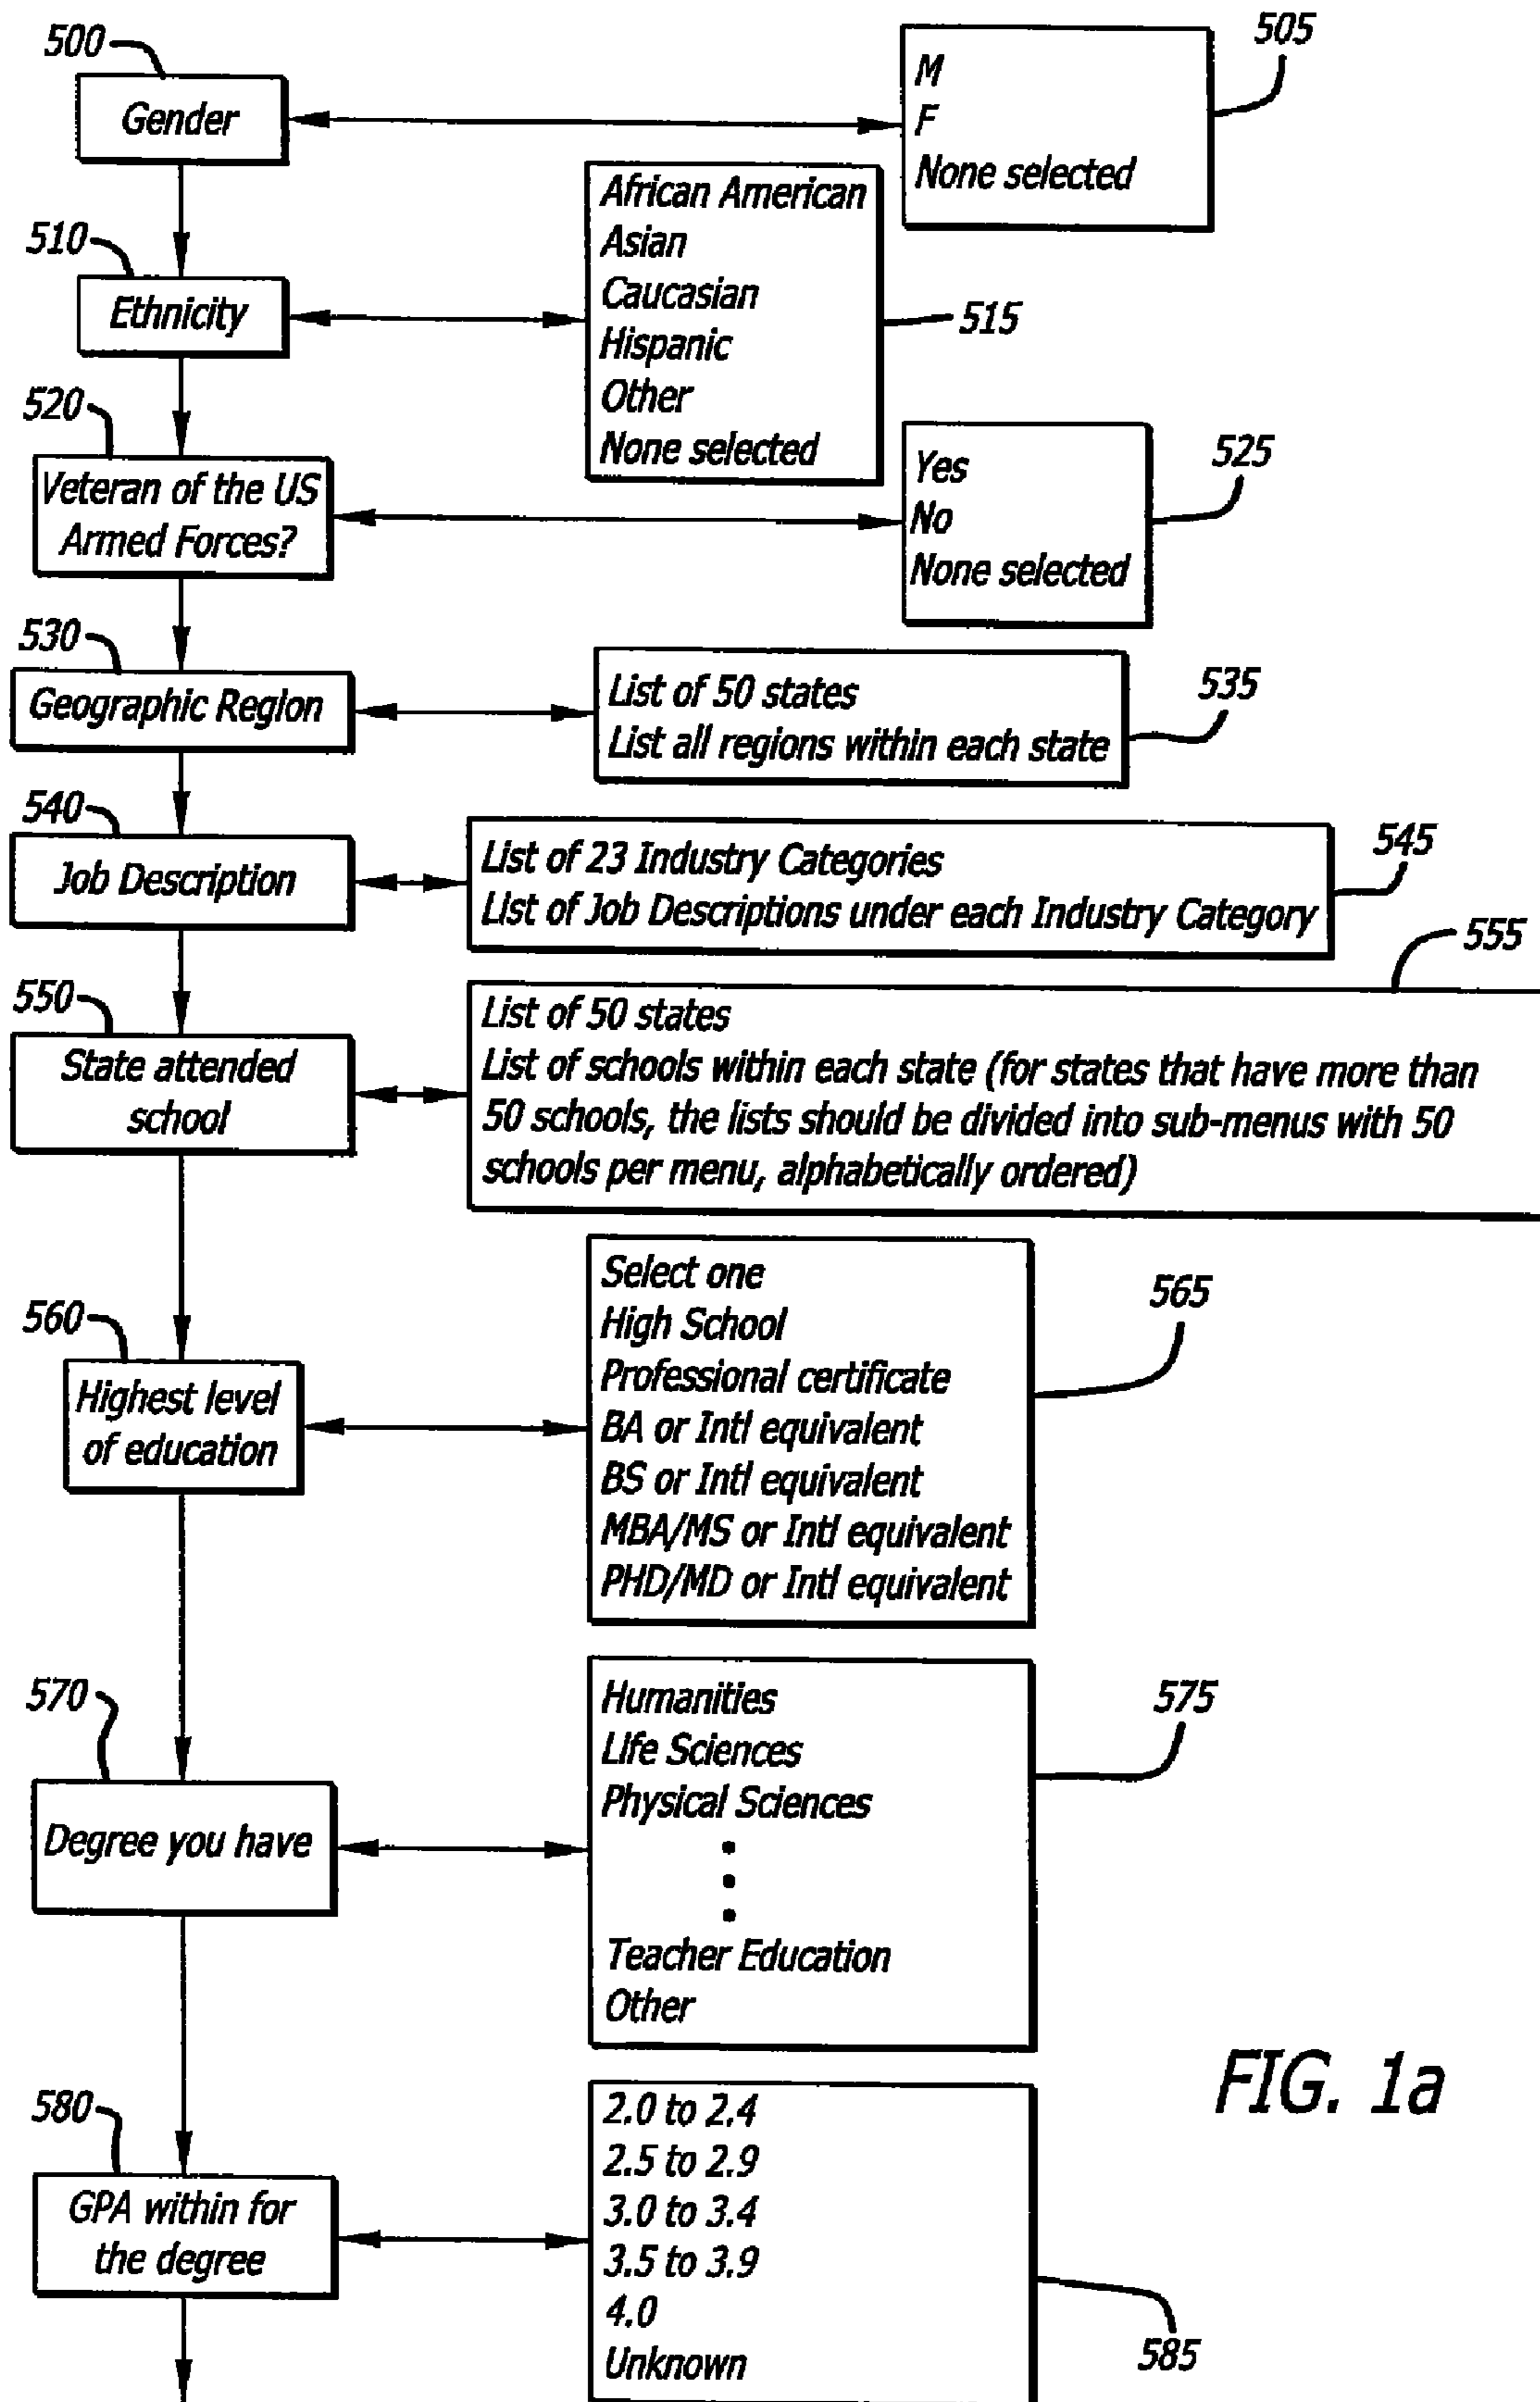 500
Gender
M
F
None selected
505
510
Ethnicity
African American
Asian
Caucasian
Hispanic
Other
None selected
515
520
Veteran of the US
Armed Forces?
Yes
No
None selected
525
530
Geographic Region
List of 50 states
List all regions within each state
535
540
Job Description
List of 23 Industry Categories
List of Job Descriptions under each Industry Category
545
550
State attended
school
List of 50 states
List of schools within each state (for states that have more than
50 schools, the lists should be divided into sub-menus with 50
schools per menu, alphabetically ordered)
555
560
Highest level
of education
Select one
High School
Professional certificate
BA or Intl equivalent
BS or Intl equivalent
MBA/MS or Intl equivalent
PHD/MD or Intl equivalent
565
570
Degree you have
Humanities
Life Sciences
Physical Sciences
Teacher Education
Other
575
580
GPA within for
the degree
2.0 to 2.4
2.5 to 2.9
3.0 to 3.4
3.5 to 3.9
4.0
Unknown
585
FIG. 1a